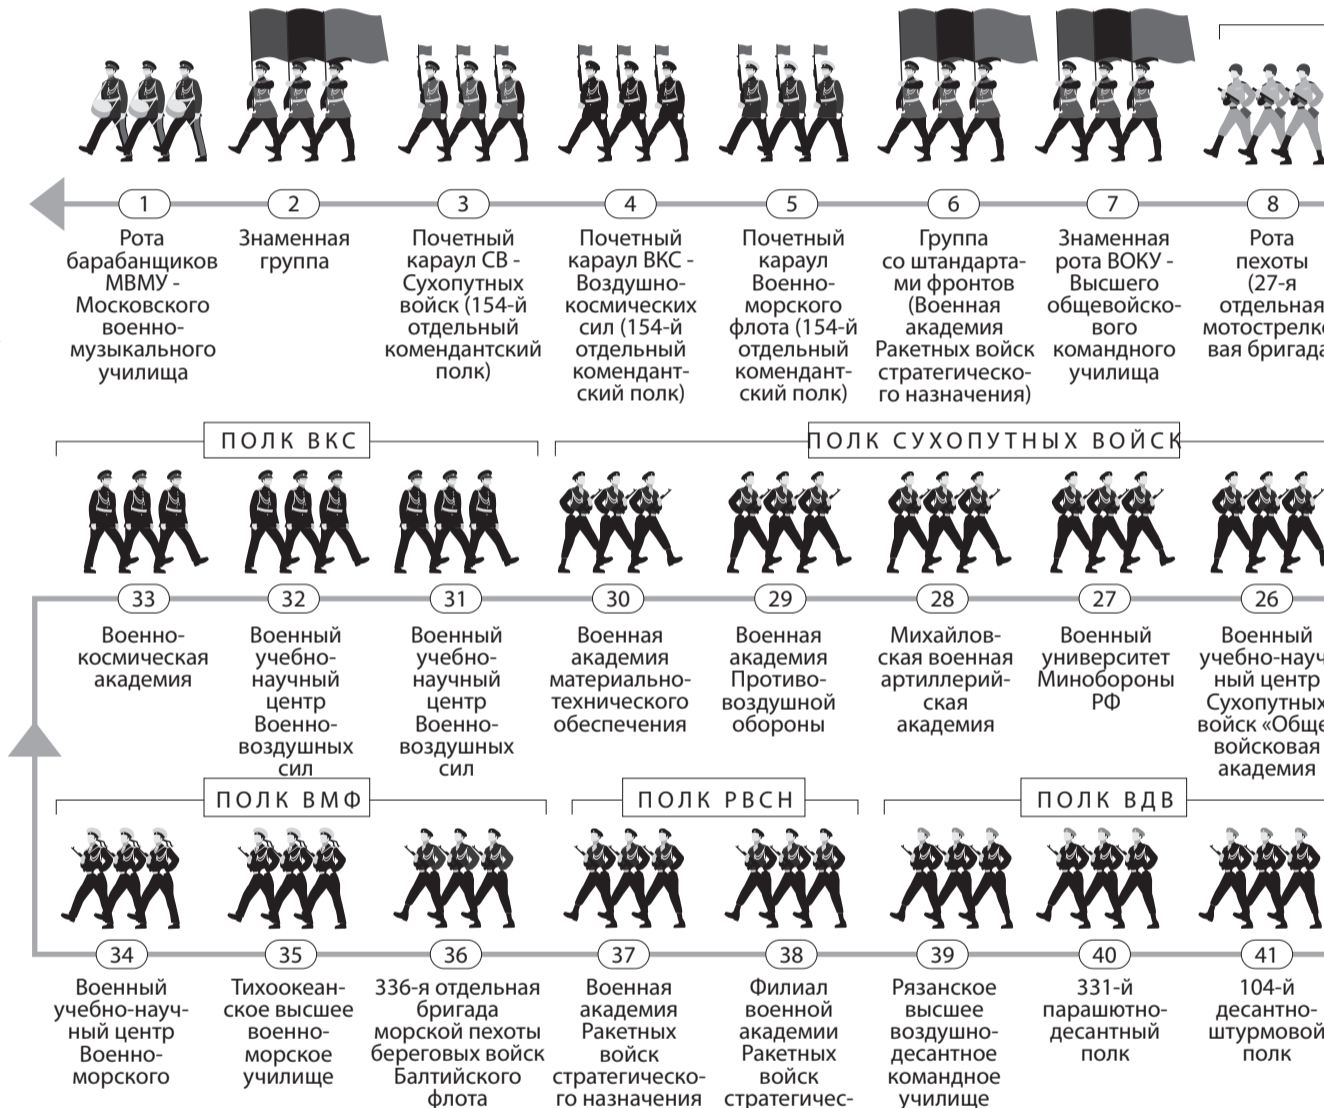 1
Рота
барабанщиков
МВМУ -
Московского
военно-
музыкального
училища
2
Знаменная
группа
3
Почетный
караул СВ -
Сухопутных
войск (154-й
отдельный
комендантский
полк)
4
Почетный
караул ВКС -
Воздушно-
космических
сил (154-й
отдельный
комендант-
ский полк)
5
Почетный
караул
Военно-
морского
флота (154-й
отдельный
комендант-
ский полк)
6
Группа
со штандарта-
ми фронтов
(Военная
академия
Ракетных войск
стратегическо-
го назначения)
7
Знаменная
рота ВОКУ -
Высшего
общевойско-
вого
командного
училища
8
Рота
пехоты
(27-я
отдельная
мотострелко
вая бригада
ПОЛК ВКС
ПОЛК СУХОПУТНЫХ ВОЙСК
33
Военно-
космическая
академия
32
Военный
учебно-
научный
центр
Военно-
воздушных
сил
31
Военный
учебно-
научный
центр
Военно-
воздушных
сил
30
Военная
академия
материально-
технического
обеспечения
29
Военная
академия
Противо-
воздушной
обороны
28
Михайлов-
ская военная
артиллерий-
ская
академия
27
Военный
университет
Минобороны
РФ
26
Военный
учебно-науч
ный центр
Сухопутных
войск «Обще
войсковая
академия
ПОЛК ВМФ
ПОЛК РВСН
ПОЛК ВДВ
34
Военный
учебно-науч-
ный центр
Военно-
морского
35
Тихоокеан-
ское высшее
военно-
морское
училище
36
336-я отдельная
бригада
морской пехоты
береговых войск
Балтийского
флота
37
Военная
академия
Ракетных
войск
стратегическо-
го назначения
38
Филиал
военной
академии
Ракетных
войск
стратегичес-
39
Рязанское
высшее
воздушно-
десантное
командное
училище
40
331-й
парашютно-
десантный
полк
41
104-й
десантно-
штурмовой
полк